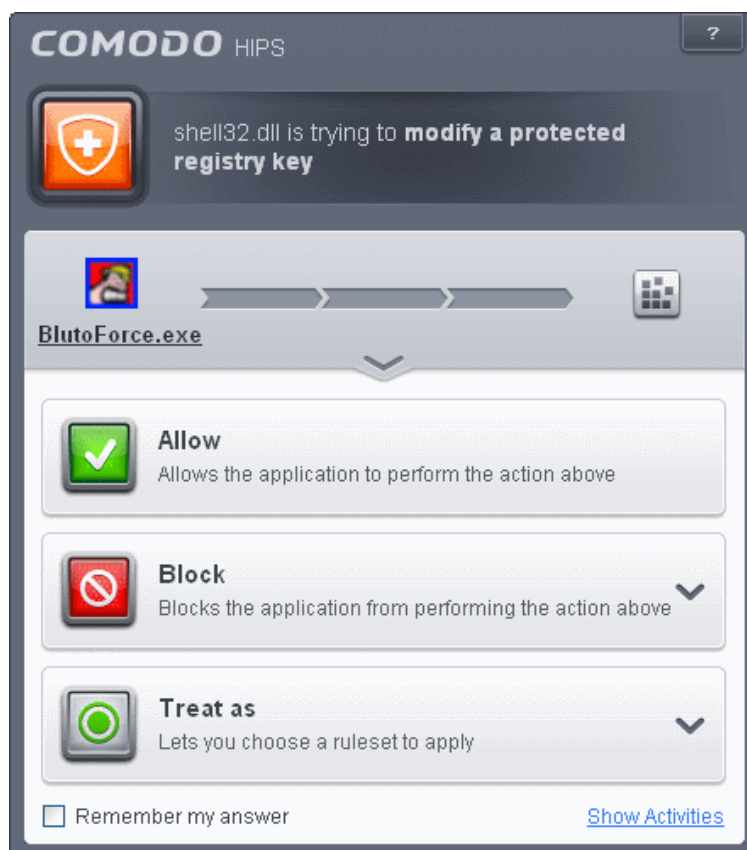 COMODO HIPS
?
shell32.dll is trying to modify a protected
registry key
BlutoForce.exe
Allow
Allows the application to perform the action above
Block
Blocks the application from performing the action above
Treat as
Lets you choose a ruleset to apply
Remember my answer
Show Activities